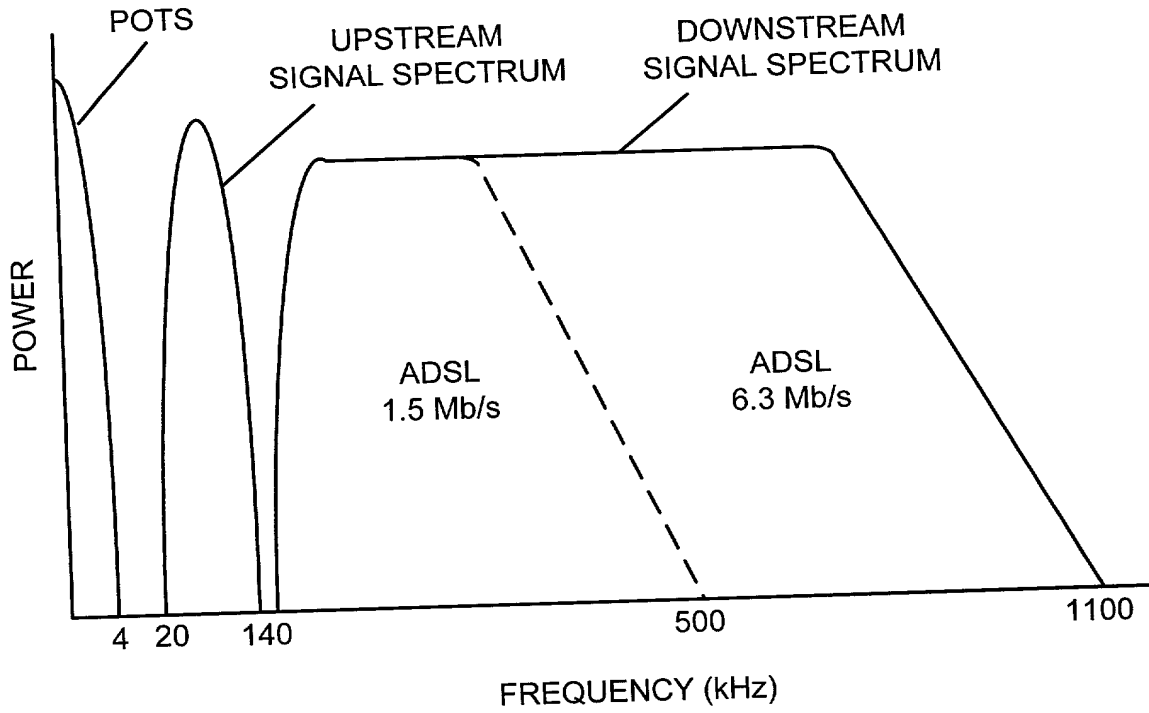 POTS
UPSTREAM
SIGNAL SPECTRUM
DOWNSTREAM
SIGNAL SPECTRUM
POWER
ADSL
1.5 Mb/s
ADSL
6.3 Mb/s
4 20 140 500 1100
FREQUENCY (kHz)